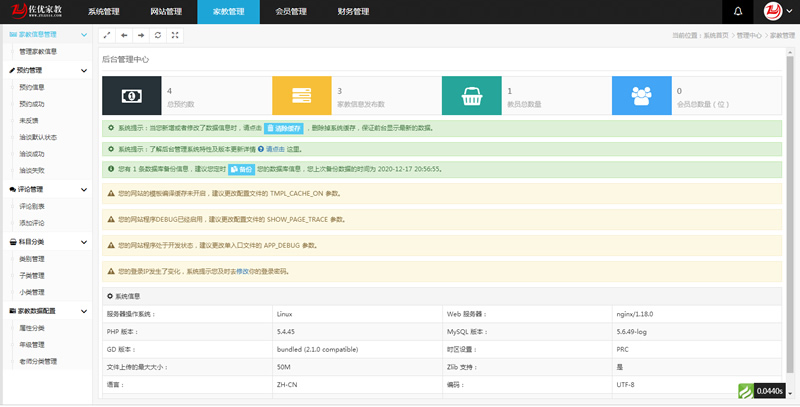 佐优家教
系统管理 网站管理 家教管理 会员管理 财务管理
当前位置：系统首页 > 管理中心 > 家教管理
家教信息管理
管理家教信息
预约管理
预约信息
预约成功
未反馈
洽谈默认状态
洽谈成功
洽谈失败
评论管理
评论列表
添加评论
科目分类
类别管理
子类管理
小类管理
家教数据配置
属性分类
年级管理
老师分类管理
后台管理中心
4
总预约数
3
家教信息发布数
1
教员总数量
0
会员总数量（位）
系统提示：当您新增或者修改了数据信息时，请点击 清除缓存 ，删除掉系统缓存，保证前台显示最新的数据。
系统提示：了解后台管理系统特性及版本更新详情 请点击 这里。
您有 1 条数据库备份信息，建议您定时 备份 您的数据库信息，您上次备份数据的时间为 2020-12-17 20:56:55。
您的网站的模板编译缓存未开启，建议更改配置文件的 TMPL_CACHE_ON 参数。
您的网站程序DEBUG已经启用，建议更改配置文件的 SHOW_PAGE_TRACE 参数。
您的网站程序处于开发状态，建议更改单入口文件的 APP_DEBUG 参数。
您的登录IP发生了变化，系统提示您及时去修改你的登录密码。
系统信息
服务器操作系统： Linux Web 服务器： nginx/1.18.0
PHP 版本： 5.4.45 MySQL 版本： 5.6.49-log
GD 版本： bundled (2.1.0 compatible) 时区设置： PRC
文件上传的最大大小： 50M Zlib 支持： 是
语言： ZH-CN 编码： UTF-8
0.0440s